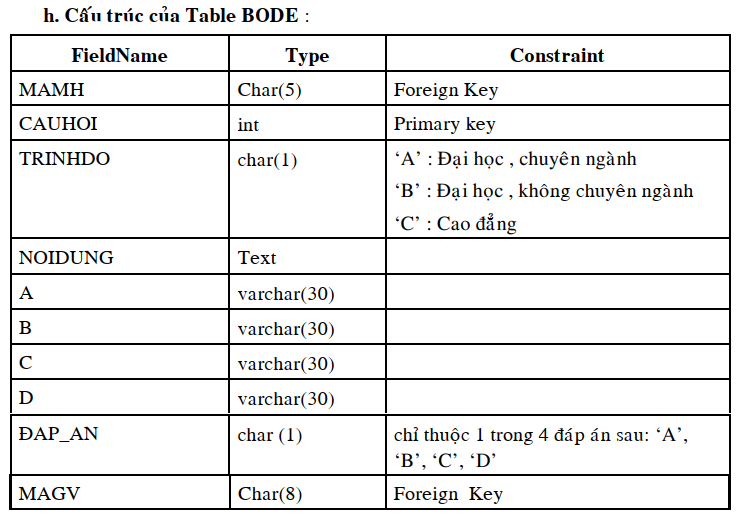 h. Cấu trúc của Table BODE :
FieldName Type Constraint
MAMH Char(5) Foreign Key
CAUHOI int Primary key
TRINHDO char(1) ‘A’ : Đại học , chuyên ngành
‘B’ : Đại học , không chuyên ngành
‘C’ : Cao đẳng
NOIDUNG Text
A varchar(30)
B varchar(30)
C varchar(30)
D varchar(30)
ĐAP_AN char (1) chỉ thuộc 1 trong 4 đáp án sau: ‘A’,
‘B’, ‘C’, ‘D’
MAGV Char(8) Foreign Key